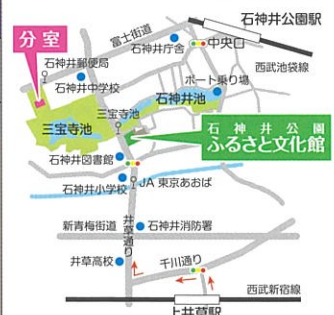 石神井公園駅
分室
富士街道
石神井庁舎
中央口
西武池袋線
石神井郵便局
石神井中学校
ボート乗り場
三宝寺池
石神井池
三宝寺池
石神井公園
ふるさと文化館
石神井図書館
石神井小学校
JA 東京あおば
井草通り
新青梅街道
石神井消防署
井草高校
千川通り
西武新宿線
上井草駅